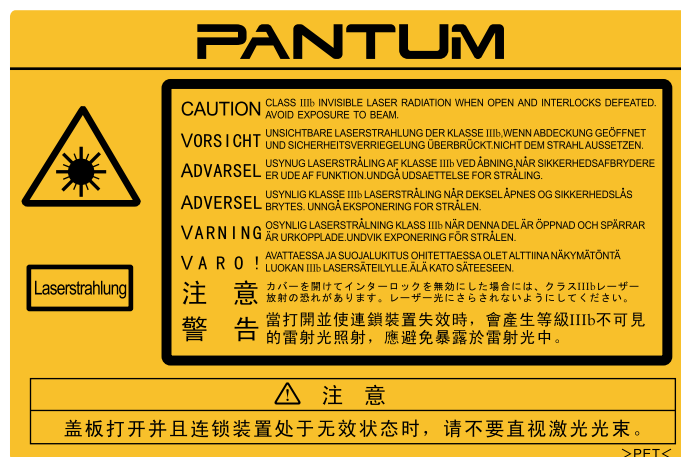 PANTUM
CAUTION CLASS IIIb INVISIBLE LASER RADIATION WHEN OPEN AND INTERLOCKS DEFEATED.
AVOID EXPOSURE TO BEAM.
VORSICHT UNSICHTBARE LASERSTRAHLUNG DER KLASSE IIIb,WENN ABDECKUNG GEÖFFNET
UND SICHERHEITSVERRIEGELUNG ÜBERBRÜCKT.NICHT DEM STRAHL AUSSETZEN.
ADVARSEL USYNUG LASERSTRÅLING AF KLASSE IIIb VED ÅBNING,NÅR SIKKERHEDSAFBRYDERE
ER UDE AF FUNKTION.UNDGÅ UDSAETTELSE FOR STRÅLING.
ADVERSEL USYNLIG KLASSE IIIb LASERSTRÅLING NÅR DEKSEL ÅPNES OG SIKKERHEDSLÅS
BRYTES. UNNGÅ EKSPONERING FOR STRÅLEN.
VARNING OSYNLIG LASERSTRÅLNING KLASS IIIb NÄR DENNA DEL ÄR ÖPPNAD OCH SPÄRRAR
ÄR URKOPPLADE.UNDVIK EXPONERING FÖR STRÅLEN.
VARO! AVATTAESSA JA SUOJALUKITUS OHITETTAESSA OLET ALTTIINA NÄKYMÄTÖNTÄ
LUOKAN IIIb LASERSÄTEILYLLE.ÄLÄ KATO SÄTEESEEN.
Laserstrahlung
注 意 カバーを開けてインターロックを無効にした場合には、クラスIIIbレーザー
放射の恐れがあります。レーザー光にさらされないようにしてください。
警 告 當打開並使連鎖裝置失效時，會產生等級IIIb不可見
的雷射光照射，應避免暴露於雷射光中。
注 意
盖板打开并且连锁装置处于无效状态时，请不要直视激光光束。
>PET<